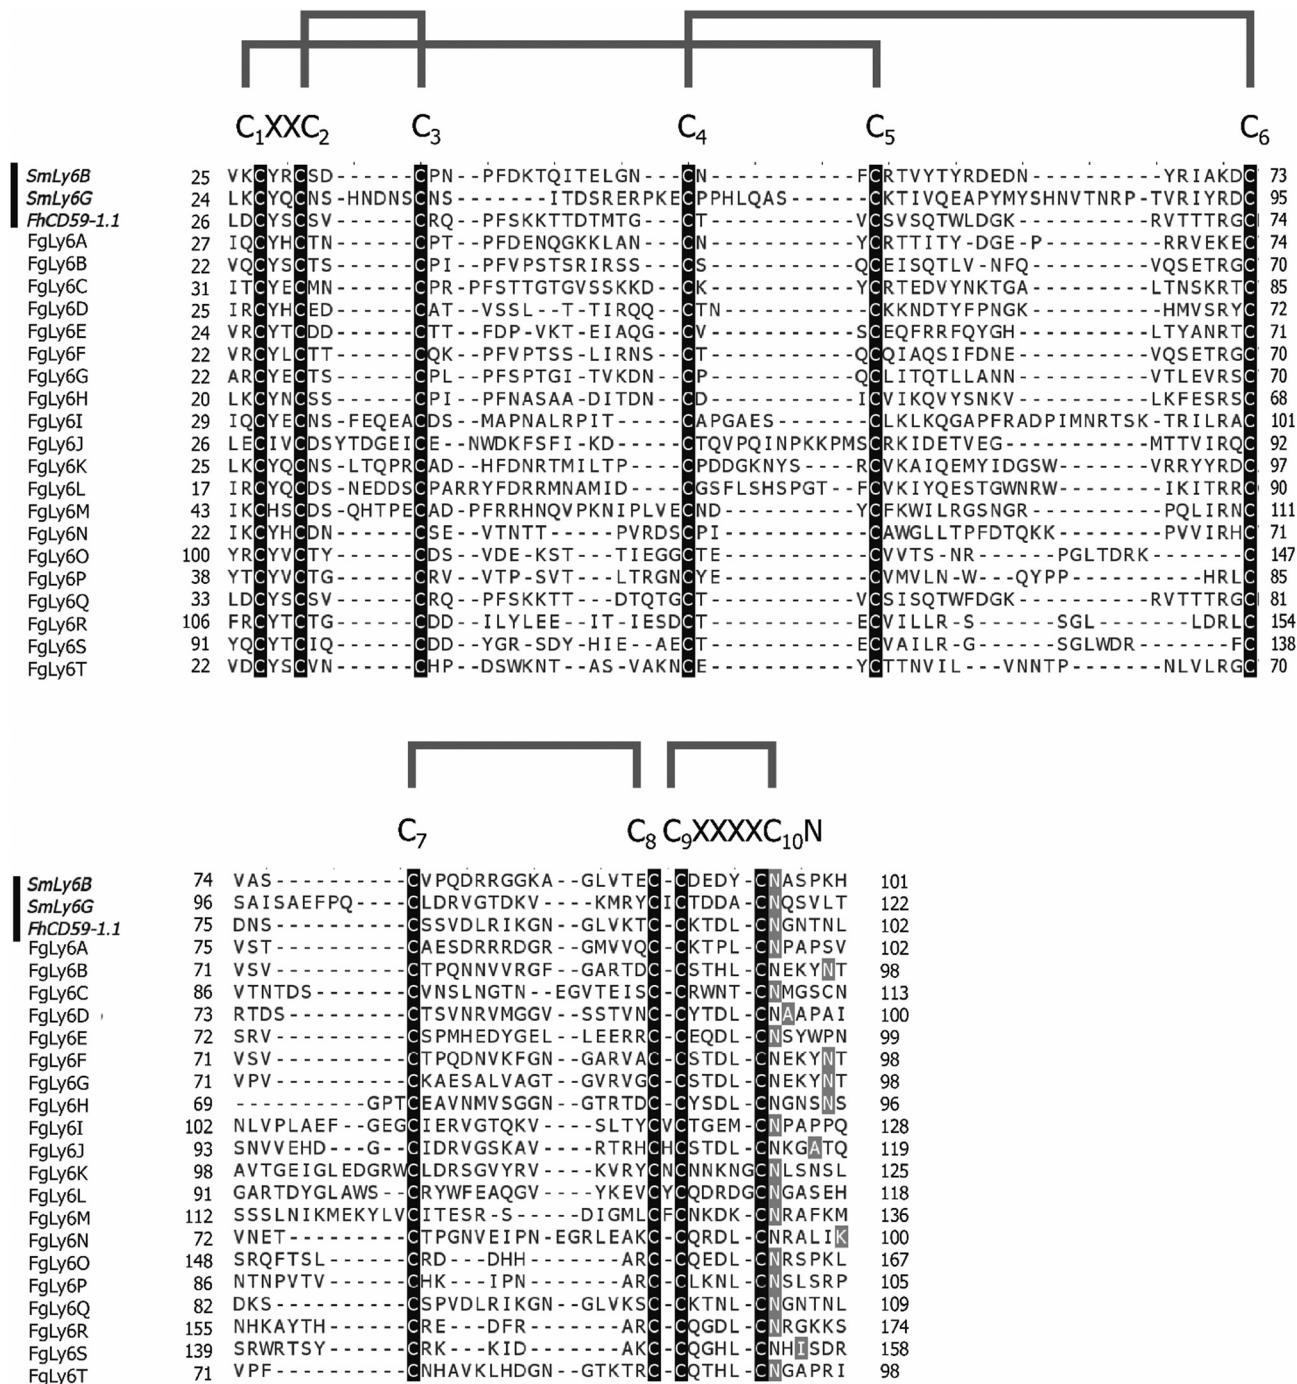 C1XXC2 C3 C4 C5 C6
SmLy6B 25 VKCYRCSD------CPN--PFDKTQITELGN---CN---------FCRTVYTYRDEDN----------YRIAKDC 73
SmLy6G 24 LKCYQCNS-HNDNSCNS-------ITDSRERPKECPPHLQAS------CKTIVQEAPYMYSHNVTNRP-TVRIYRDC 95
FhCD59-1.1 26 LDCYSCSV------CRQ--PFSKKTTDTMTG----CT---------VCSVSQTWLDGK----------RVTTTRGC 74
FgLy6A 27 IQCYHCTN------CPT--PFDENQGKKLAN----CN---------YCRTTITY-DGE-P---------RRVEKEC 74
FgLy6B 22 VQCYSCTS------CPI--PFVPSTSRIRSS----CS---------QCEISQTLV-NFQ---------VQSETRGC 70
FgLy6C 31 ITCYECMN------CPR-PFSTTGTGVSSKKD--CK---------YCRTEDVYNKTGA---------LTNSKRTC 85
FgLy6D 25 IRCYHCED------CAT--VSSL--T-TIRQQ--CTN---------CKKNDTYFPNGK----------HMVSRYC 72
FgLy6E 24 VRCYTCDD------CTT--FDP-VKT-EIAQG--CV---------SCEQFRRFQYGH----------LTYANRTC 71
FgLy6F 22 VRCYLCTT------CQK--PFVPTSS-LIRNS--CT---------QCQIAQSIFDNE----------VQSETRGC 70
FgLy6G 22 ARCYECTS------CPL--PFSPTGI-TVKDN--CP---------QCLITQTLLANN----------VTLEVRSC 70
FgLy6H 20 LKCYNCSS------CPI--PFNASAA-DITDN--CD---------ICVIKQVYSNKV----------LKFESRSC 68
FgLy6I 29 IQCYECNS-FEQEACDS--MAPNALRPIT-----CAPGAES-------CLKLKQGAPFRADPIMNRTSK-TRILRAC 101
FgLy6J 26 LECIVCDSYTDGEICE--NWDKFSFI-KD-----CTQVPQINPKKPMSCRKIDETVEG-----------MTTVIRQC 92
FgLy6K 25 LKCYQCNS-LTQPRCAD--HFDNRTMILTP----CPDDGKNYS----RCVKAIQEMYIDGSW--------VRRYYRDC 97
FgLy6L 17 IRCYQCDS-NEDDSCPARRYFDRRMNAMID----CGSFLSHSPGT--FCVKIYQESTGWNRW--------IKITRRC 90
FgLy6M 43 IKCHSCDS-QHTPECAD-PFRRHNQVPKNIPLVECND---------YCFKWILRGSNGR----------PQLIRNC 111
FgLy6N 22 IKCYHCDN------CSE--VTNTT-----PVRDSCPI----------CAWGLLTPFDTQKK--------PVVIRHC 71
FgLy6O 100 YRCYVCTY------CDS--VDE-KST--TIEGGCTE----------CVVTS-NR------PGLTDRK-------C 147
FgLy6P 38 YTCYVCTG------CRV--VTP-SVT---LTRGNCYE----------CVMVLN-W---QYPP----------HRLC 85
FgLy6Q 33 LDCYSCSV------CRQ--PFSKKTT---DTQTGCT---------VCSISQTWFDGK----------RVTTTRGC 81
FgLy6R 106 FRCYTCTG------CDD--ILYLEE--IT-IESDCT---------ECVILLR-S------SGL-------LDRLC 154
FgLy6S 91 YQCYTCIQ------CDD--YGR-SDY-HIE--AECT---------ECVAILR-G------SGLWDR-------FC 138
FgLy6T 22 VDCYSCVN------CHP--DSWKNT--AS-VAKNCE---------YCTTNVIL---VNNTP-------NLVLRGC 70
C7 C8 C9XXXXC10N
SmLy6B 74 VAS----------CVPQDRRGGKA--GLVTEC-CDEDY-CNASPKH 101
SmLy6G 96 SAISAEFPQ----CLDRVGTDKV----KMRYCICTDDA-CNQSVLT 122
FhCD59-1.1 75 DNS----------CSSVDLRIKGN--GLVKTC-CKTDL-CNGNTNL 102
FgLy6A 75 VST----------CAESDRRRDGR--GMVVQC-CKTPL-CNPAPSV 102
FgLy6B 71 VSV----------CTPQNNVVRGF--GARTDC-CSTHL-CNEKYNT 98
FgLy6C 86 VTNTDS-------CVNSLNGTN--EGVTEISC-CRWNT-CNMGSCN 113
FgLy6D 73 RTDS---------CTSVNRVMGGV--SSTVNC-CYTDL-CNAAPAI 100
FgLy6E 72 SRV----------CSPMHEDYGEL--LEERRC-CEQDL-CNSYWPN 99
FgLy6F 71 VSV----------CTPQDNVKFGN--GARVAC-CSTDL-CNEKYNT 98
FgLy6G 71 VPV----------CKAESALVAGT--GVRVGC-CSTDL-CNEKYNT 98
FgLy6H 69 ----------GPTCEAVNMVSGGN--GTRTDC-CYSDL-CNGNSNS 96
FgLy6I 102 NLVPLAEF--GEGCIERVGTQKV----SLTYCVCTGEM-CNPAPPQ 128
FgLy6J 93 SNVVEHD---G--CIDRVGSKAV----RTRHCHCSTDL-CNKGATQ 119
FgLy6K 98 AVTGEIGLEDGRWCLDRSGVYRV----KVRYCNCNNKNGCNLSNSL 125
FgLy6L 91 GARTDYGLAWS--CRYWFEAQGV----YKEVCYCQDRDGCNGASEH 118
FgLy6M 112 SSSLNIKMEKYLVCITESR-S-----DIGMLCFCNKDK-CNRAFKM 136
FgLy6N 72 VNET---------CTPGNVEIPN-EGRLEAKC-CQRDL-CNRALIK 100
FgLy6O 148 SRQFTSL------CRD---DHH-------ARC-CQEDL-CNRSPKL 167
FgLy6P 86 NTNPVTV------CHK---IPN-------ARC-CLKNL-CNSLSRP 105
FgLy6Q 82 DKS----------CSPVDLRIKGN--GLVKSC-CKTNL-CNGNTNL 109
FgLy6R 155 NHKAYTH------CRE---DFR-------ARC-CQGDL-CNRGKKS 174
FgLy6S 139 SRWRTSY------CRK---KID-------AKC-CQGHL-CNHISDR 158
FgLy6T 71 VPF----------CNHAVKLHDGN--GTKTRC-CQTHL-CNGAPRI 98